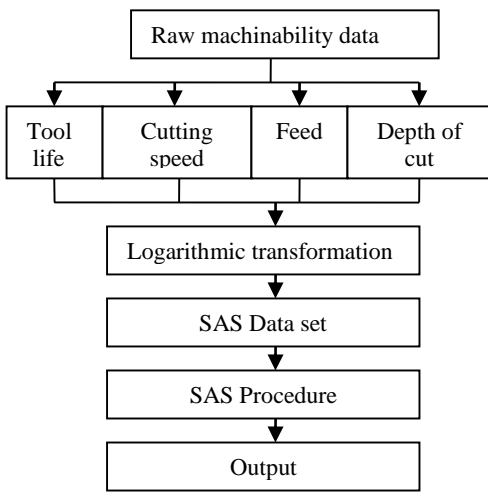 Raw machinability data
Tool
life
Cutting
speed
Feed
Depth of
cut
Logarithmic transformation
SAS Data set
SAS Procedure
Output